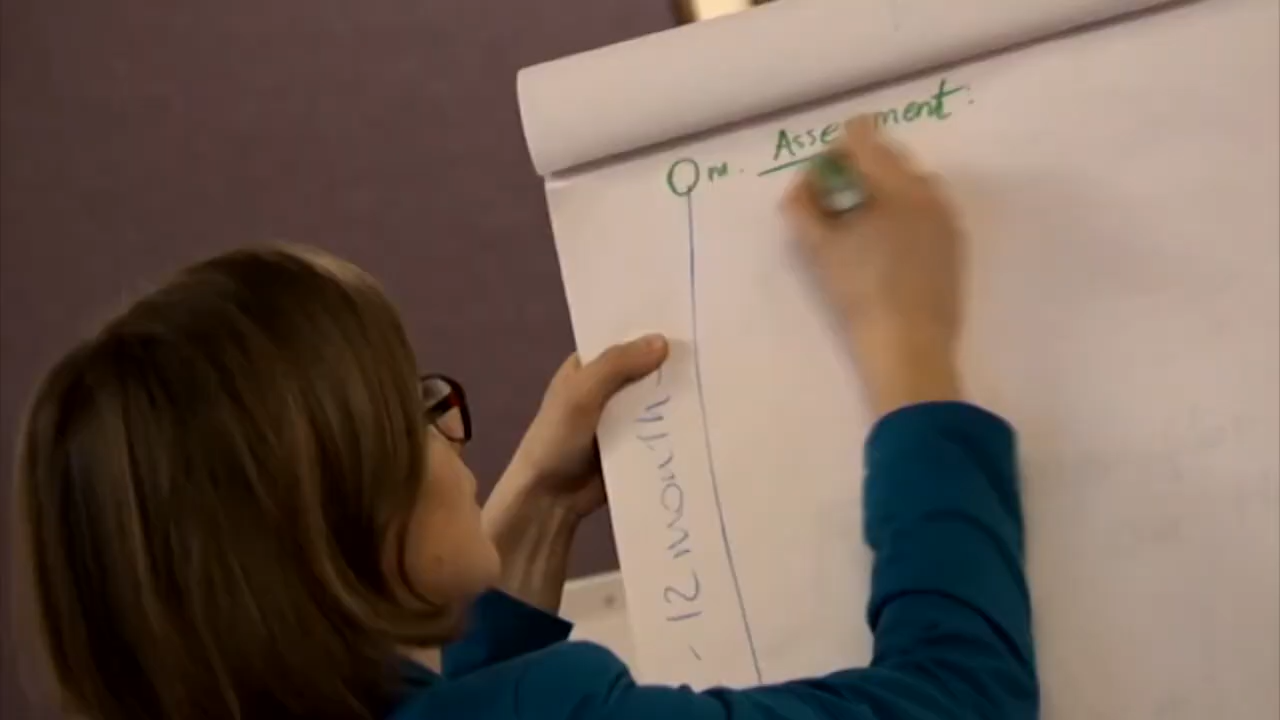 0m. Assessment:
- 12 month -